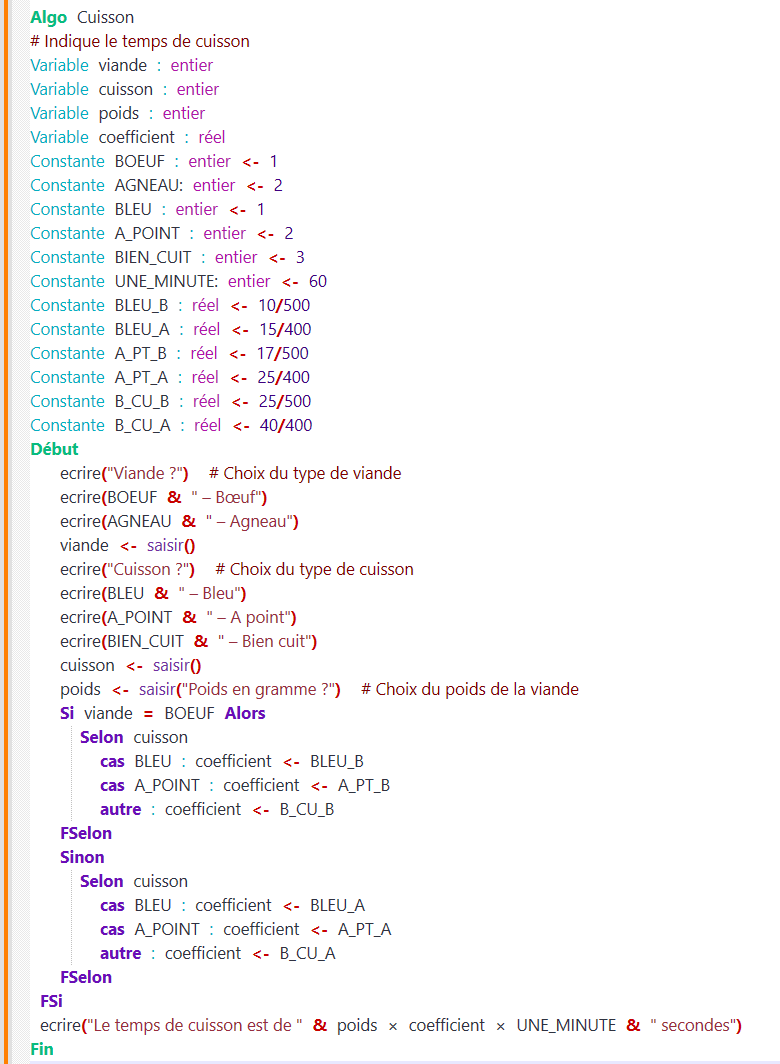 Algo Cuisson
# Indique le temps de cuisson
Variable viande : entier
Variable cuisson : entier
Variable poids : entier
Variable coefficient : réel
Constante BOEUF : entier <- 1
Constante AGNEAU: entier <- 2
Constante BLEU : entier <- 1
Constante A_POINT : entier <- 2
Constante BIEN_CUIT : entier <- 3
Constante UNE_MINUTE: entier <- 60
Constante BLEU_B : réel <- 10/500
Constante BLEU_A : réel <- 15/400
Constante A_PT_B : réel <- 17/500
Constante A_PT_A : réel <- 25/400
Constante B_CU_B : réel <- 25/500
Constante B_CU_A : réel <- 40/400
Début
ecrire("Viande ?") # Choix du type de viande
ecrire(BOEUF & " – Bœuf")
ecrire(AGNEAU & " – Agneau")
viande <- saisir()
ecrire("Cuisson ?") # Choix du type de cuisson
ecrire(BLEU & " – Bleu")
ecrire(A_POINT & " – A point")
ecrire(BIEN_CUIT & " – Bien cuit")
cuisson <- saisir()
poids <- saisir("Poids en gramme ?") # Choix du poids de la viande
Si viande = BOEUF Alors
Selon cuisson
cas BLEU : coefficient <- BLEU_B
cas A_POINT : coefficient <- A_PT_B
autre : coefficient <- B_CU_B
FSelon
Sinon
Selon cuisson
cas BLEU : coefficient <- BLEU_A
cas A_POINT : coefficient <- A_PT_A
autre : coefficient <- B_CU_A
FSelon
FSi
ecrire("Le temps de cuisson est de " & poids × coefficient × UNE_MINUTE & " secondes")
Fin